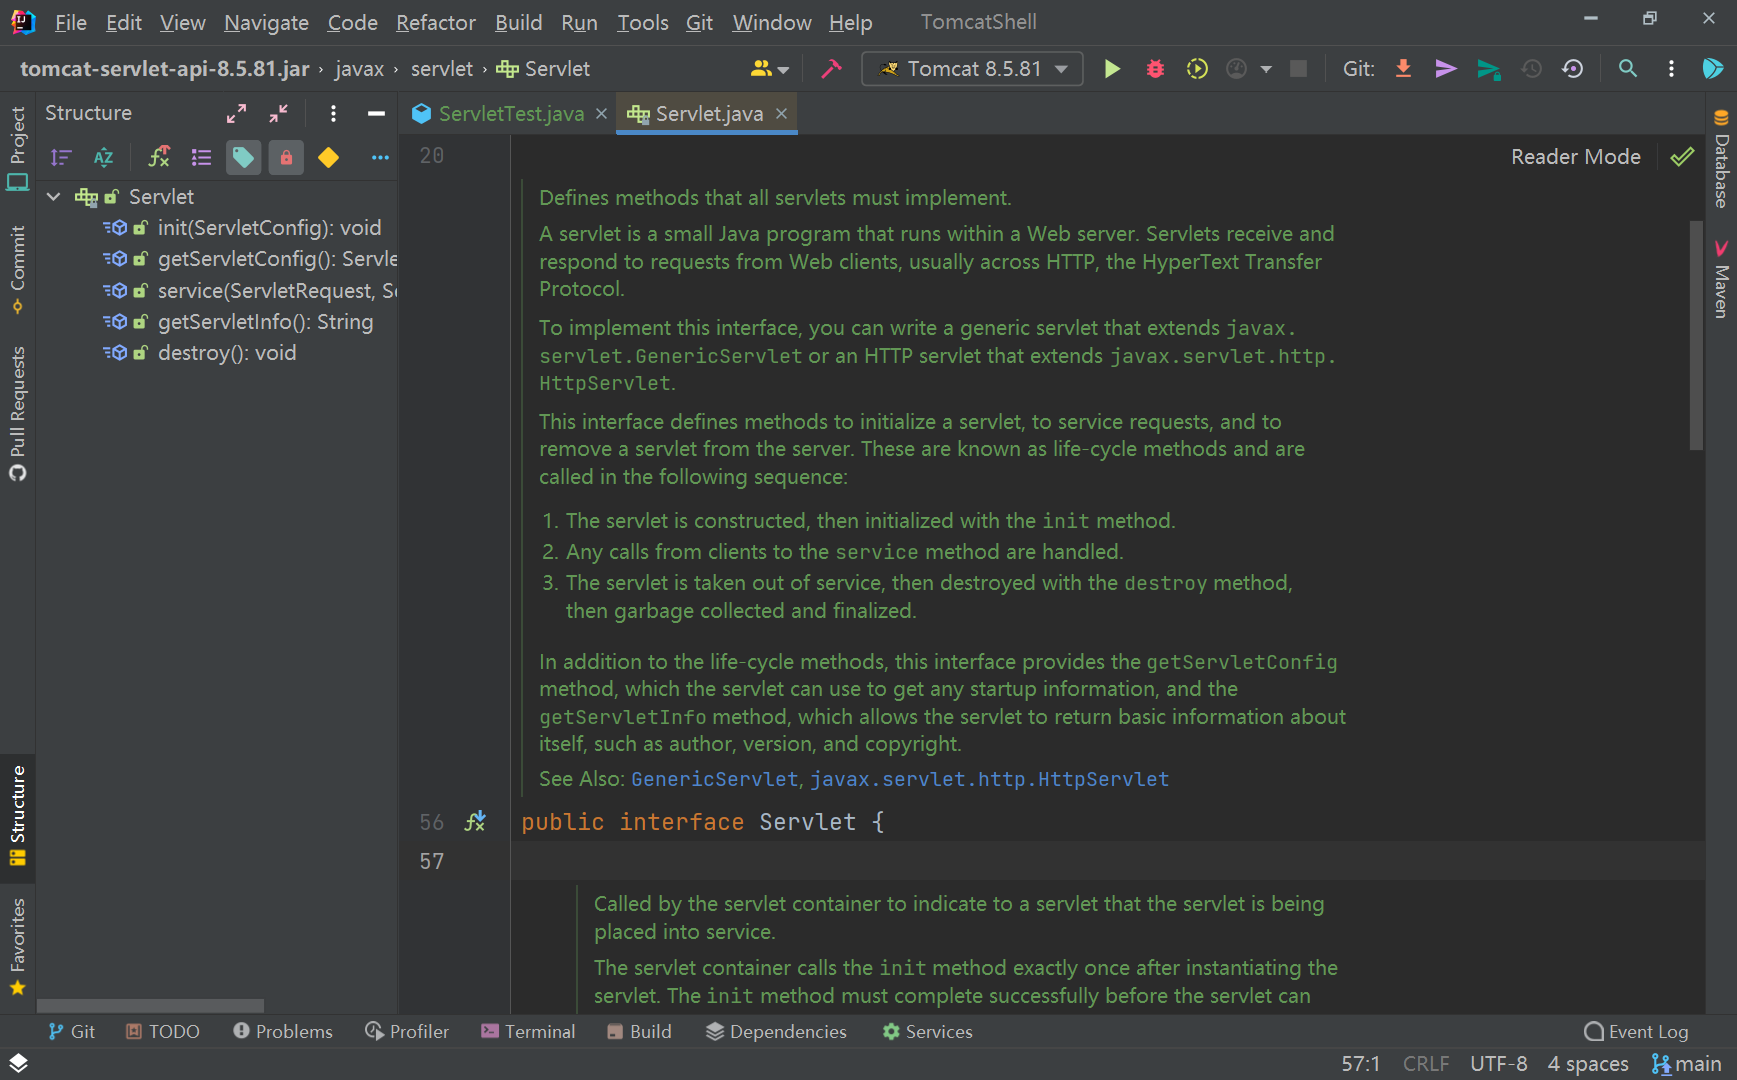 File Edit View Navigate Code Refactor Build Run Tools Git Window Help TomcatShell
tomcat-servlet-api-8.5.81.jar › javax › servlet › Servlet
Tomcat 8.5.81
Git:
Project
Commit
Pull Requests
Structure
Favorites
Structure
Servlet
init(ServletConfig): void
getServletConfig(): Servle
service(ServletRequest, Se
getServletInfo(): String
destroy(): void
ServletTest.java
Servlet.java
20
Reader Mode
Defines methods that all servlets must implement.
A servlet is a small Java program that runs within a Web server. Servlets receive and
respond to requests from Web clients, usually across HTTP, the HyperText Transfer
Protocol.
To implement this interface, you can write a generic servlet that extends javax.
servlet.GenericServlet or an HTTP servlet that extends javax.servlet.http.
HttpServlet.
This interface defines methods to initialize a servlet, to service requests, and to
remove a servlet from the server. These are known as life-cycle methods and are
called in the following sequence:
1. The servlet is constructed, then initialized with the init method.
2. Any calls from clients to the service method are handled.
3. The servlet is taken out of service, then destroyed with the destroy method,
then garbage collected and finalized.
In addition to the life-cycle methods, this interface provides the getServletConfig
method, which the servlet can use to get any startup information, and the
getServletInfo method, which allows the servlet to return basic information about
itself, such as author, version, and copyright.
See Also: GenericServlet, javax.servlet.http.HttpServlet
56 public interface Servlet {
57
Called by the servlet container to indicate to a servlet that the servlet is being
placed into service.
The servlet container calls the init method exactly once after instantiating the
servlet. The init method must complete successfully before the servlet can
Database
Maven
Git TODO Problems Profiler Terminal Build Dependencies Services Event Log
57:1 CRLF UTF-8 4 spaces main